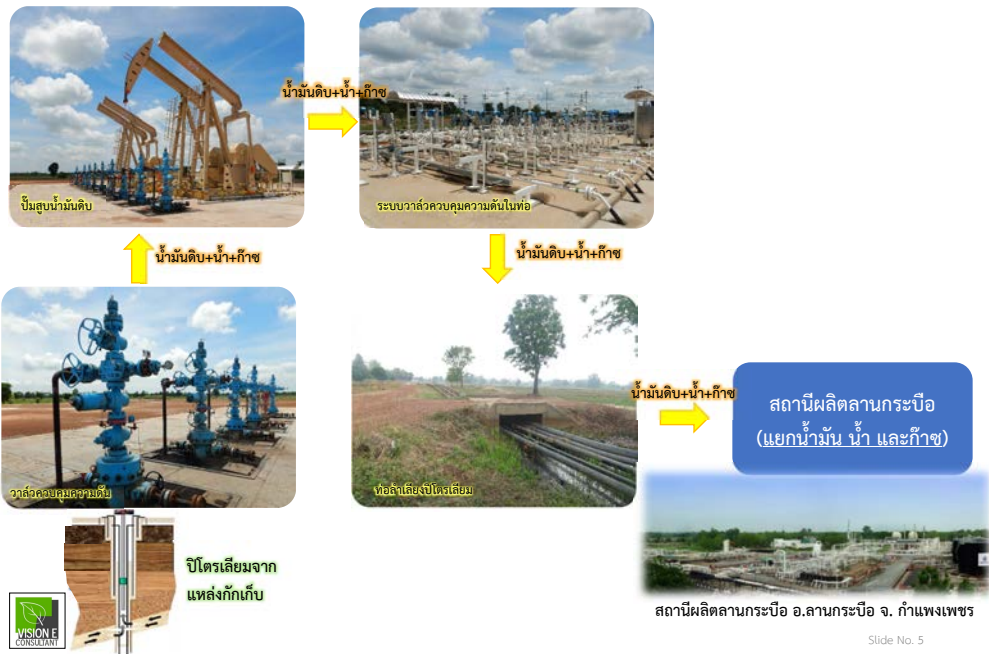 น้ำมันดิบ+น้ำ+ก๊าซ
ปั๊มสูบน้ำมันดิบ
ระบบวาล์วควบคุมความดันในท่อ
น้ำมันดิบ+น้ำ+ก๊าซ
น้ำมันดิบ+น้ำ+ก๊าซ
น้ำมันดิบ+น้ำ+ก๊าซ
สถานีผลิตลานกระบือ
(แยกน้ำมัน น้ำ และก๊าซ)
วาล์วควบคุมความดัน
ท่อลำเลียงปิโตรเลียม
ปิโตรเลียมจาก
แหล่งกักเก็บ
สถานีผลิตลานกระบือ อ.ลานกระบือ จ. กำแพงเพชร
VISION E
CONSULTANT
Slide No. 5